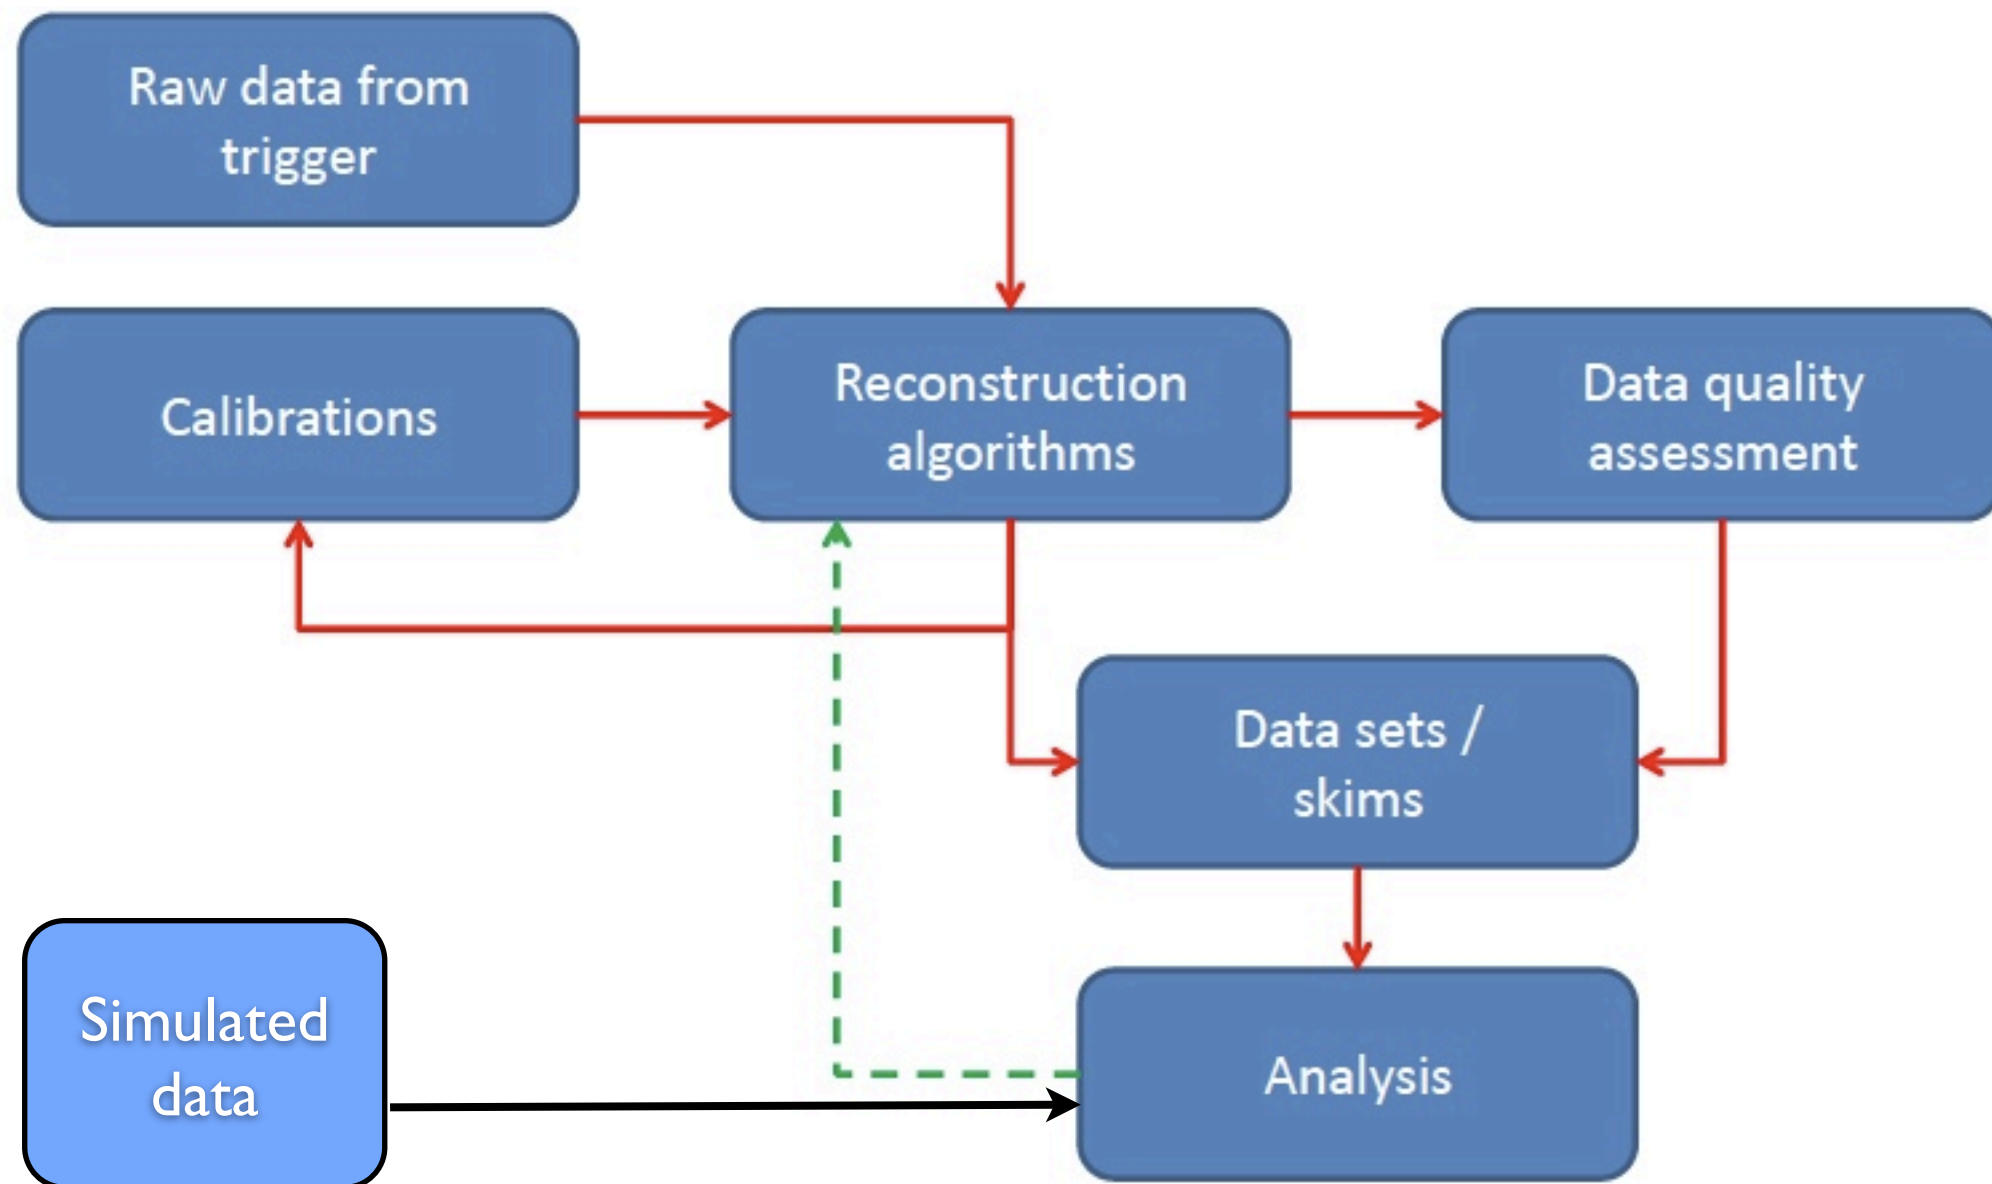 Raw data from
trigger
Calibrations
Reconstruction
algorithms
Data quality
assessment
Data sets /
skims
Simulated
data
Analysis